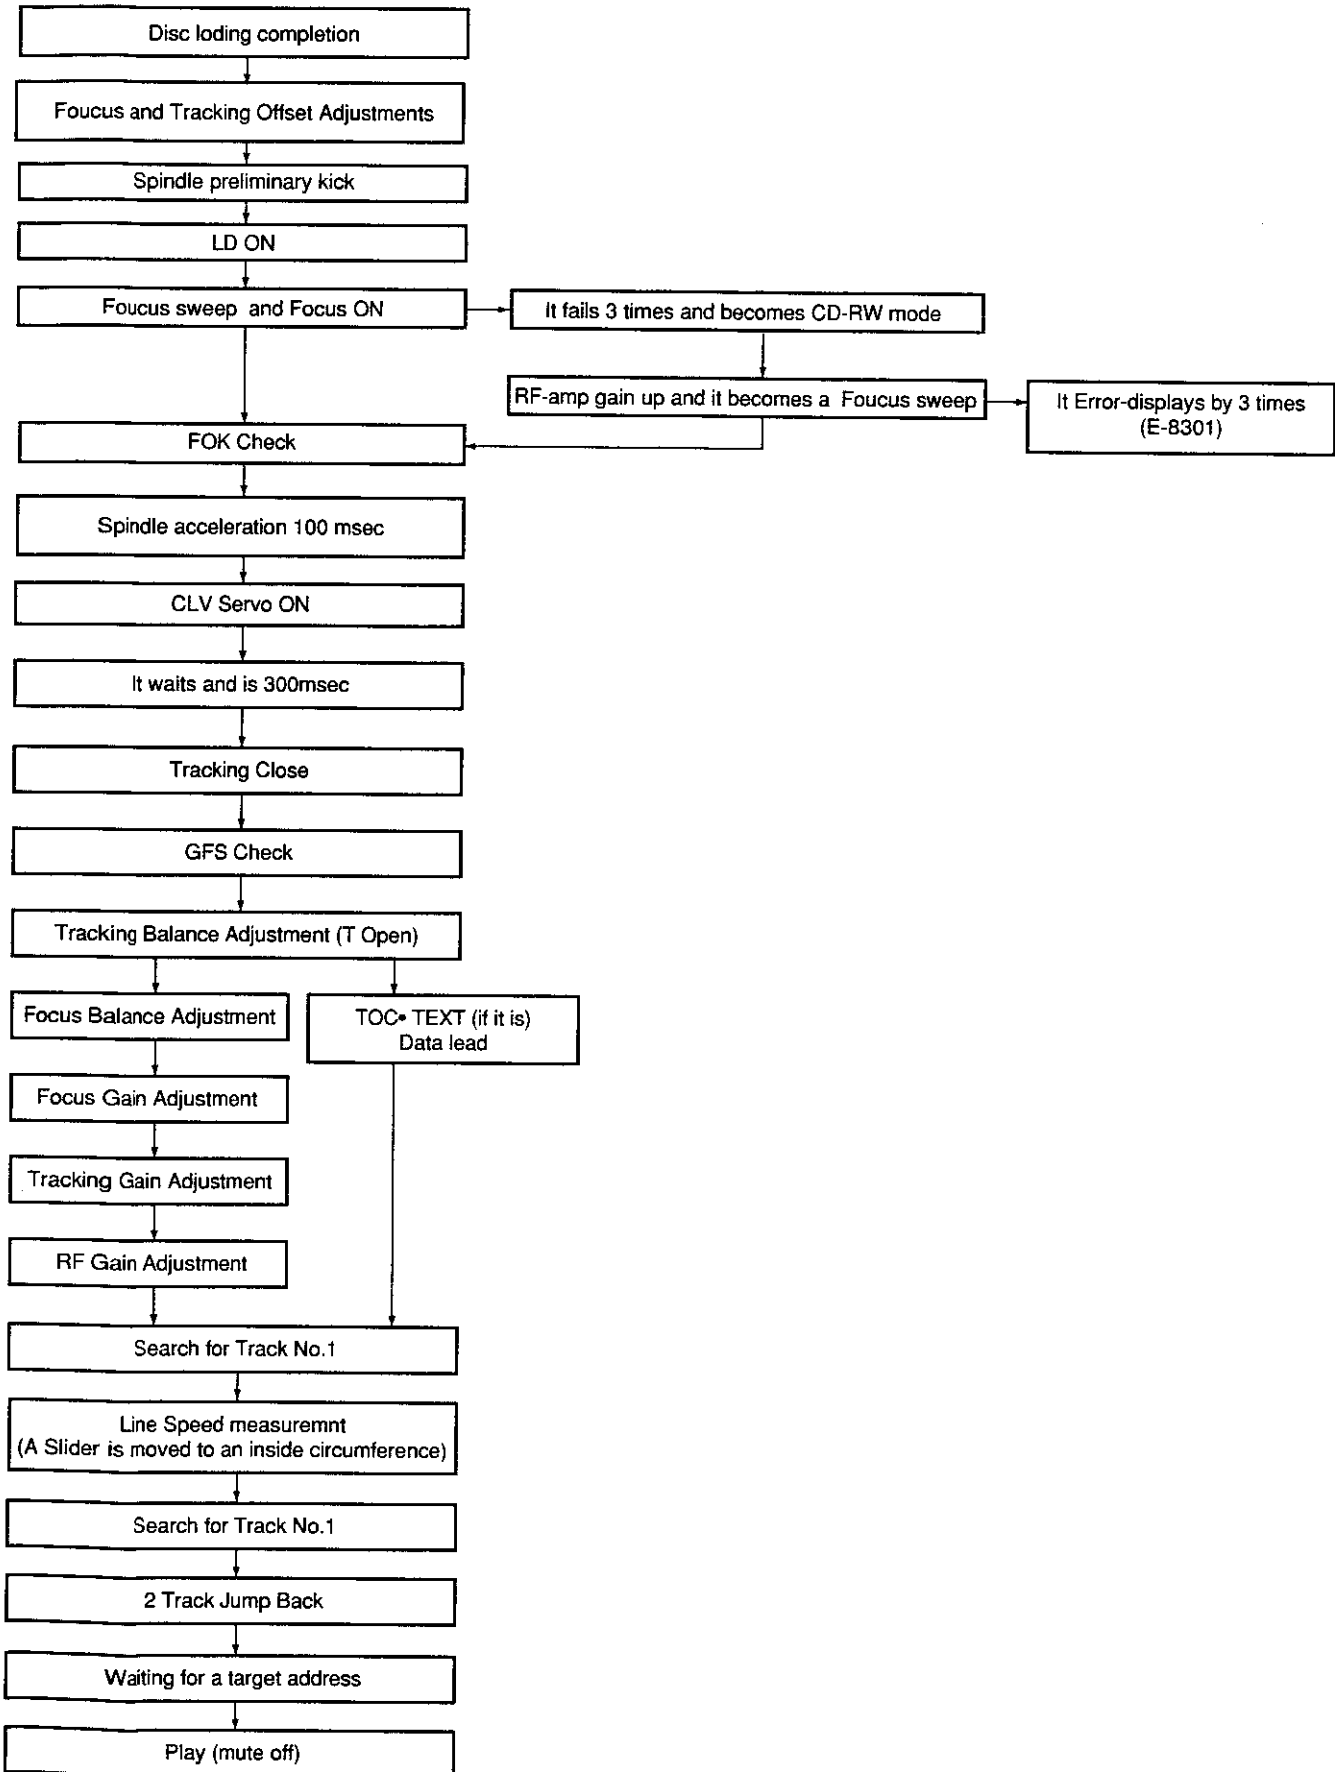 Disc loding completion
Foucus and Tracking Offset Adjustments
Spindle preliminary kick
LD ON
Foucus sweep and Focus ON
It fails 3 times and becomes CD-RW mode
RF-amp gain up and it becomes a Foucus sweep
It Error-displays by 3 times
(E-8301)
FOK Check
Spindle acceleration 100 msec
CLV Servo ON
It waits and is 300msec
Tracking Close
GFS Check
Tracking Balance Adjustment (T Open)
Focus Balance Adjustment
TOC• TEXT (if it is)
Data lead
Focus Gain Adjustment
Tracking Gain Adjustment
RF Gain Adjustment
Search for Track No.1
Line Speed measuremnt
(A Slider is moved to an inside circumference)
Search for Track No.1
2 Track Jump Back
Waiting for a target address
Play (mute off)